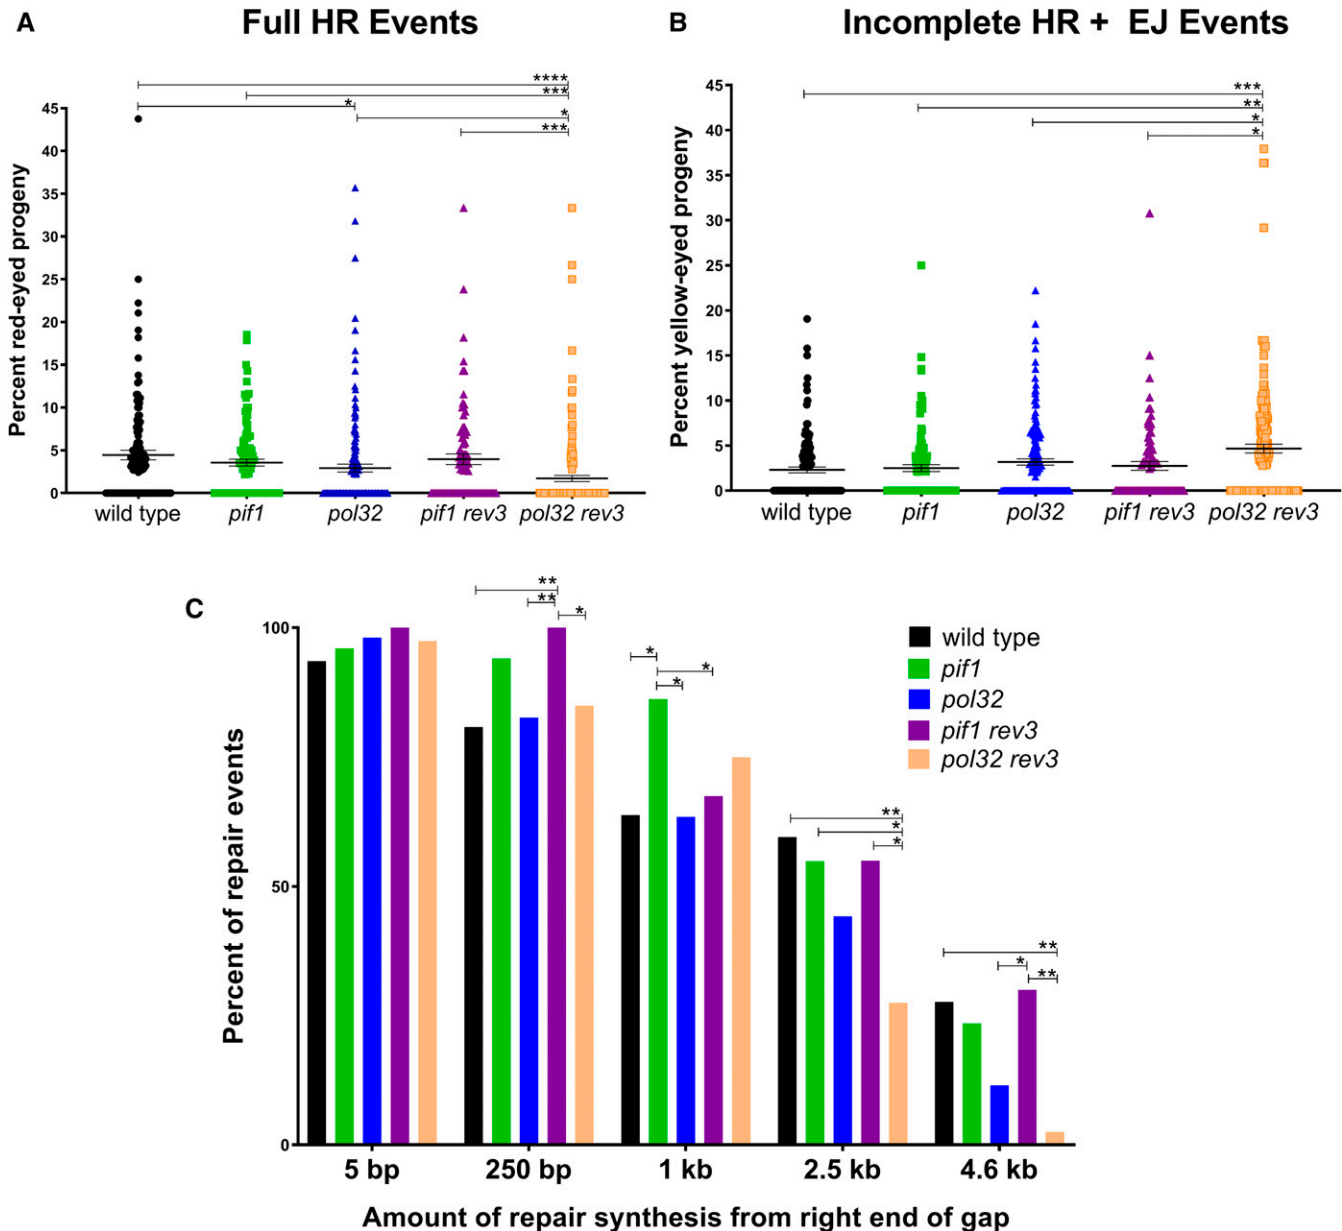 A
Full HR Events
****
***
*
*
***
Percent red-eyed progeny
45
40
35
30
25
20
15
10
5
0
wild type
pif1
pol32
pif1 rev3
pol32 rev3
B
Incomplete HR + EJ Events
***
**
*
*
Percent yellow-eyed progeny
45
40
35
30
25
20
15
10
5
0
wild type
pif1
pol32
pif1 rev3
pol32 rev3
C
Percent of repair events
100
50
0
**
**
*
*
*
*
**
*
*
**
*
**
wild type
pif1
pol32
pif1 rev3
pol32 rev3
5 bp
250 bp
1 kb
2.5 kb
4.6 kb
Amount of repair synthesis from right end of gap